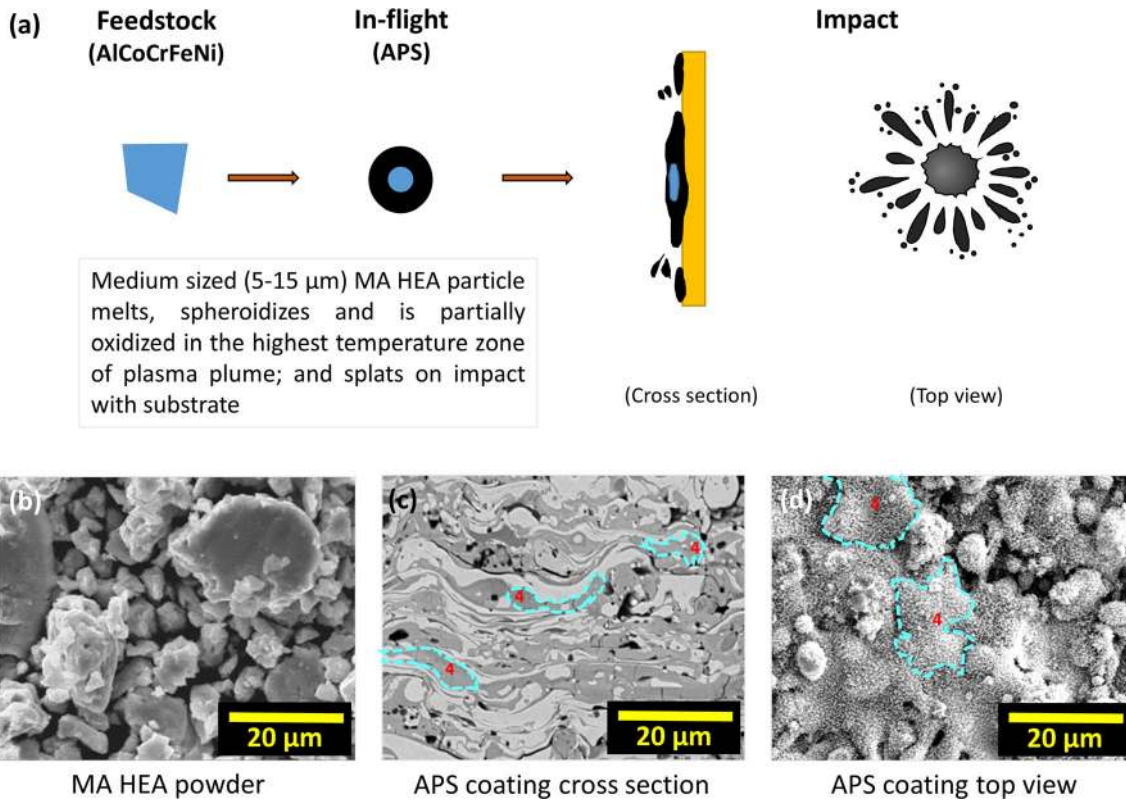 (a)
Feedstock
(AlCoCrFeNi)
In-flight
(APS)
Impact
Medium sized (5-15 μm) MA HEA particle
melts, spheroidizes and is partially
oxidized in the highest temperature zone
of plasma plume; and splats on impact
with substrate
(Cross section)
(Top view)
(b)
20 μm
MA HEA powder
(c)
4
4
4
20 μm
APS coating cross section
(d)
4
4
20 μm
APS coating top view